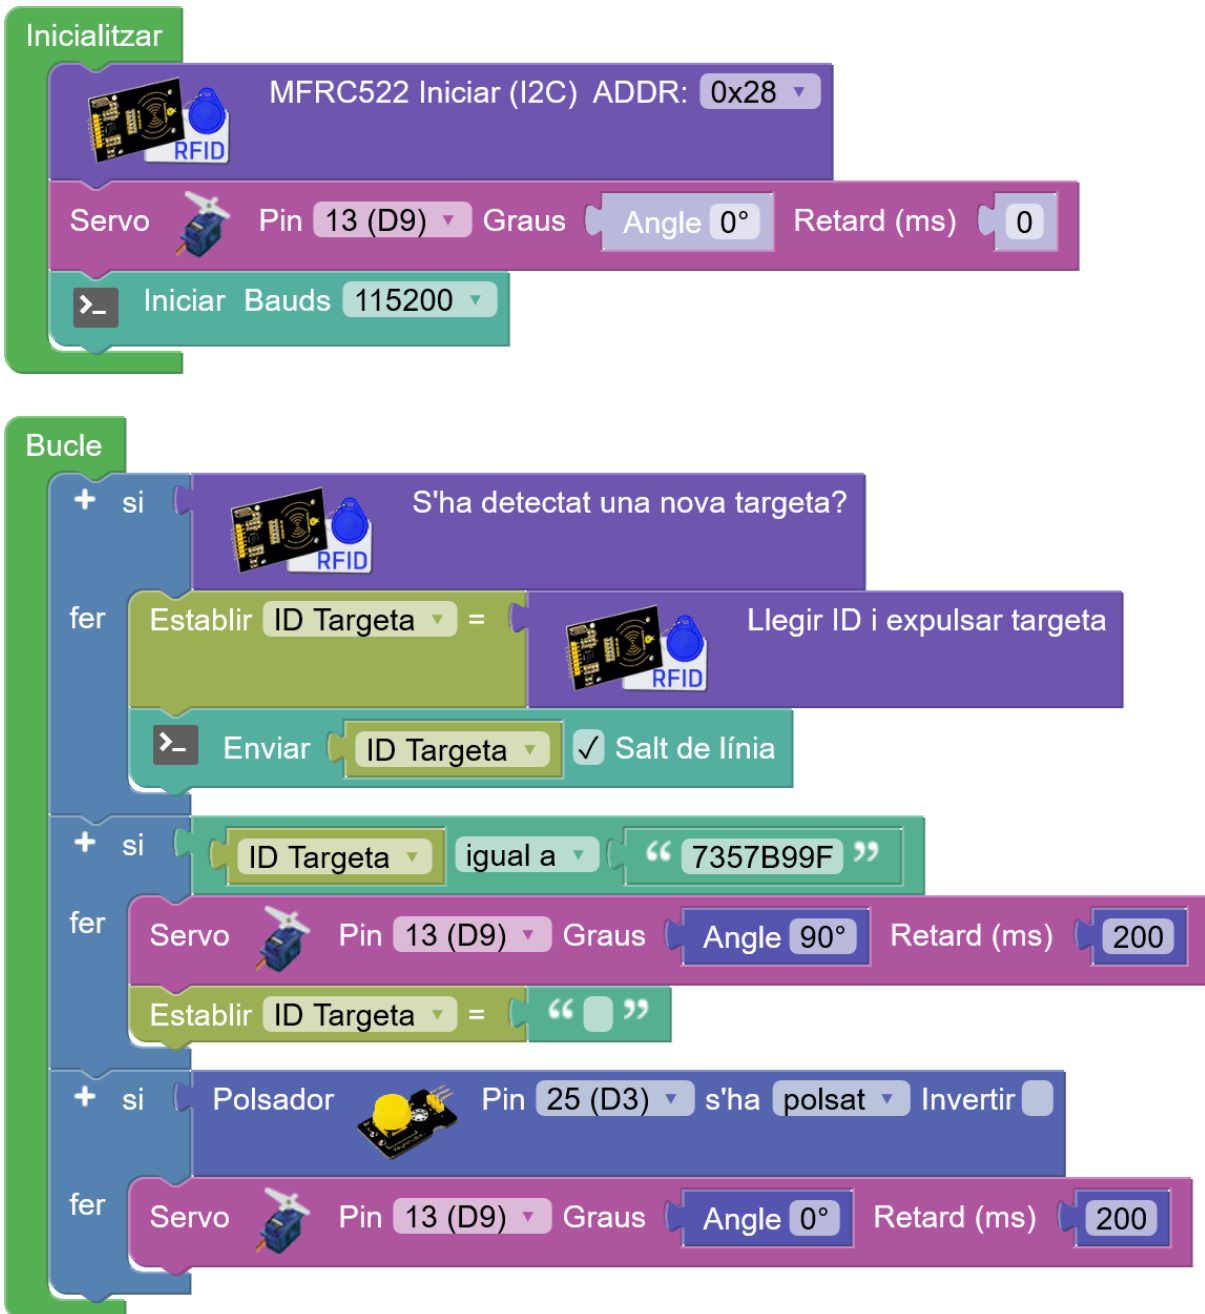 Inicialitzar
MFRC522 Iniciar (I2C) ADDR: 0x28
RFID
Servo Pin 13 (D9) Graus Angle 0° Retard (ms) 0
>_ Iniciar Bauds 115200
Bucle
+ si S'ha detectat una nova targeta?
RFID
fer Establir ID Targeta = Llegir ID i expulsar targeta
RFID
>_ Enviar ID Targeta ✓ Salt de línia
+ si ID Targeta igual a “ 7357B99F ”
fer Servo Pin 13 (D9) Graus Angle 90° Retard (ms) 200
Establir ID Targeta = “ ”
+ si Polsador Pin 25 (D3) s'ha polsat Invertir
fer Servo Pin 13 (D9) Graus Angle 0° Retard (ms) 200